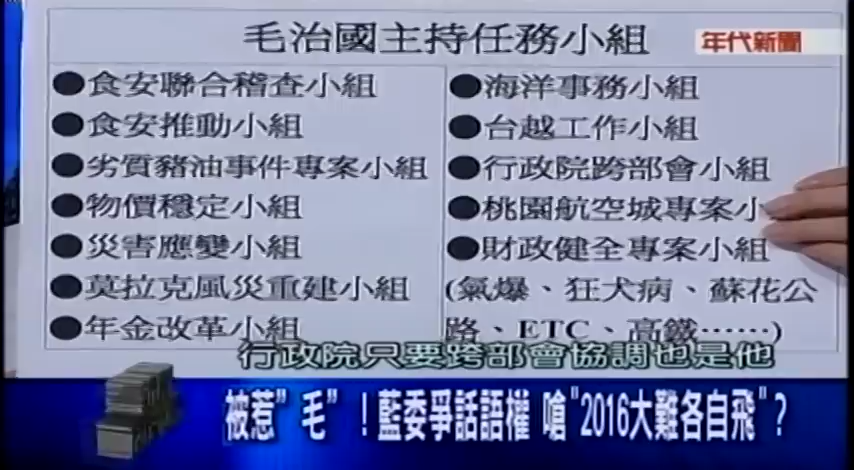 毛治國主持任務小組
年代新聞
●食安聯合稽查小組
●食安推動小組
●劣質豬油事件專案小組
●物價穩定小組
●災害應變小組
●莫拉克風災重建小組
●年金改革小組
●海洋事務小組
●台越工作小組
●行政院跨部會小組
●桃園航空城專案小
●財政健全專案小組
(氣爆、狂犬病、蘇花公
路、ETC、高鐵……)
行政院只要跨部會協調也是他
被惹"毛"！藍委爭話語權 嗆"2016大難各自飛"？